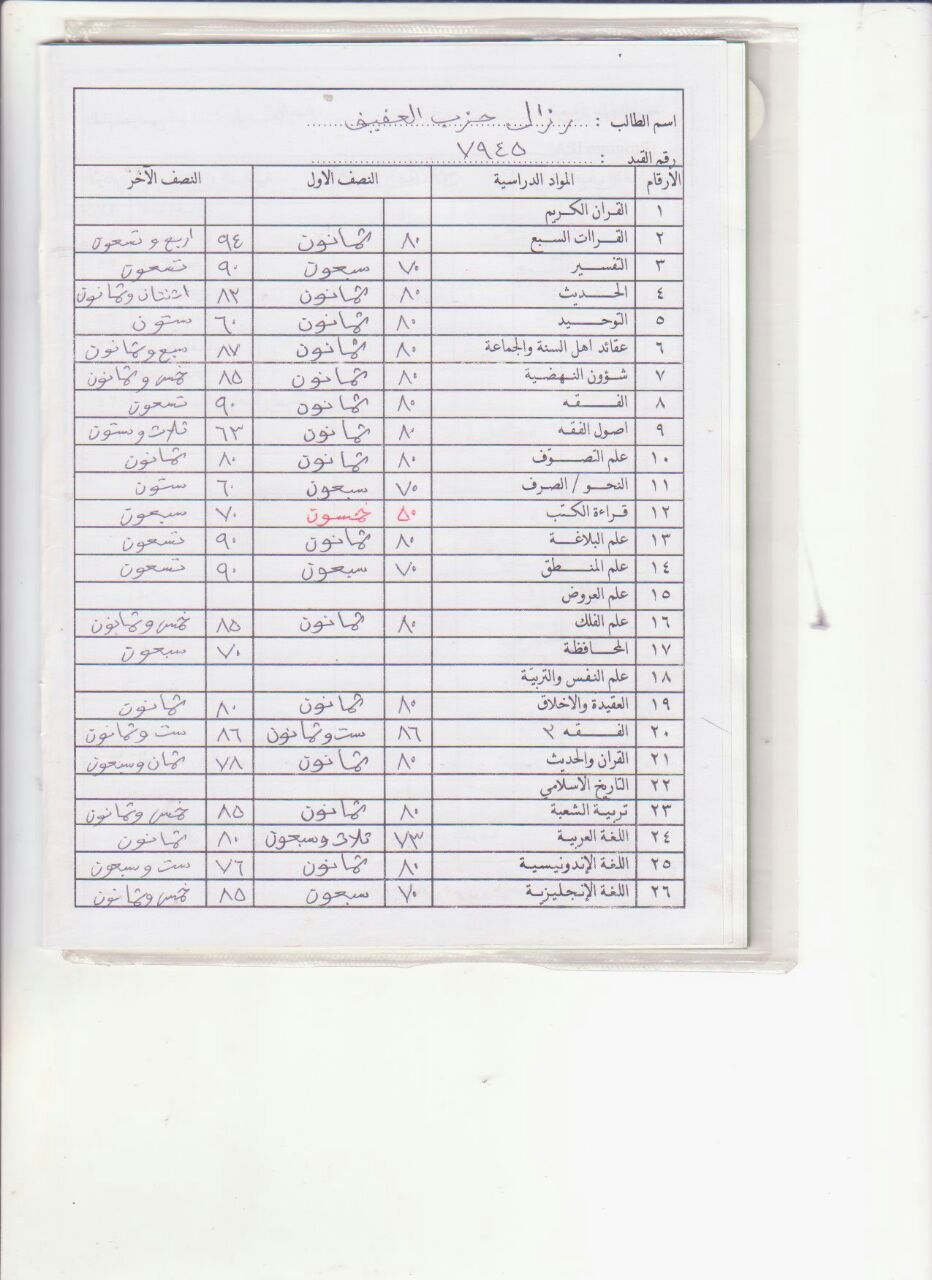 اسم الطالب : رنزالى حزب العفيفى
رقم القيد : ٧٩٤٥
الأرقام المواد الدراسية النصف الاول النصف الآخر
١ القران الكريم
٢ القراات السبع ٨٠ ثمانون ٩٤ اربع وتسعون
٣ التفسير ٧٠ سبعون ٩٠ تسعون
٤ الحديث ٨٠ ثمانون ٨٢ اثنتان وثمانون
٥ التوحيد ٨٠ ثمانون ٦٠ ستون
٦ عقائد اهل السنة والجماعة ٨٠ ثمانون ٨٧ سبع وثمانون
٧ شؤون النهضية ٨٠ ثمانون ٨٥ خمس وثمانون
٨ الفقه ٨٠ ثمانون ٩٠ تسعون
٩ اصول الفقه ٨٠ ثمانون ٦٣ ثلاث وستون
١٠ علم التصوّف ٨٠ ثمانون ٨٠ ثمانون
١١ النحو / الصرف ٧٠ سبعون ٦٠ ستون
١٢ قراءة الكتب ٥٠ خمسون ٧٠ سبعون
١٣ علم البلاغة ٨٠ ثمانون ٩٠ تسعون
١٤ علم المنطق ٧٠ سبعون ٩٠ تسعون
١٥ علم العروض
١٦ علم الفلك ٨٠ ثمانون ٨٥ خمس وثمانون
١٧ المحافظة ٧٠ سبعون
١٨ علم النفس والتربية
١٩ العقيدة والاخلاق ٨٠ ثمانون ٨٠ ثمانون
٢٠ الفقه ٣ ٨٦ ست وثمانون ٨٦ ست وثمانون
٢١ القران والحديث ٨٠ ثمانون ٧٨ ثمان وسبعون
٢٢ التاريخ الاسلامي
٢٣ تربية الشعبة ٨٠ ثمانون ٨٥ خمس وثمانون
٢٤ اللغة العربية ٧٣ ثلاث وسبعون ٨٠ ثمانون
٢٥ اللغة الإندونيسية ٨٠ ثمانون ٧٦ ست وسبعون
٢٦ اللغة الإنجليزية ٧٠ سبعون ٨٥ خمس وثمانون